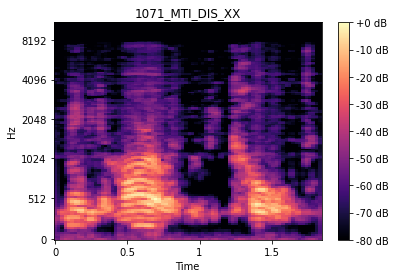 1071_MTI_DIS_XX
8192
4096
2048
1024
512
0
Hz
0
0.5
1
1.5
Time
+0 dB
-10 dB
-20 dB
-30 dB
-40 dB
-50 dB
-60 dB
-70 dB
-80 dB